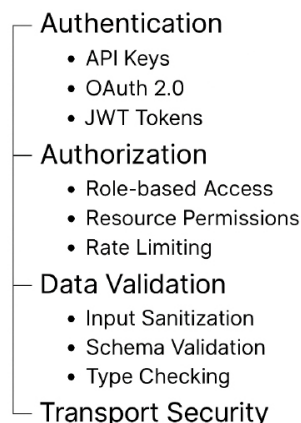 Authentication
• API Keys
• OAuth 2.0
• JWT Tokens
Authorization
• Role-based Access
• Resource Permissions
• Rate Limiting
Data Validation
• Input Sanitization
• Schema Validation
• Type Checking
Transport Security